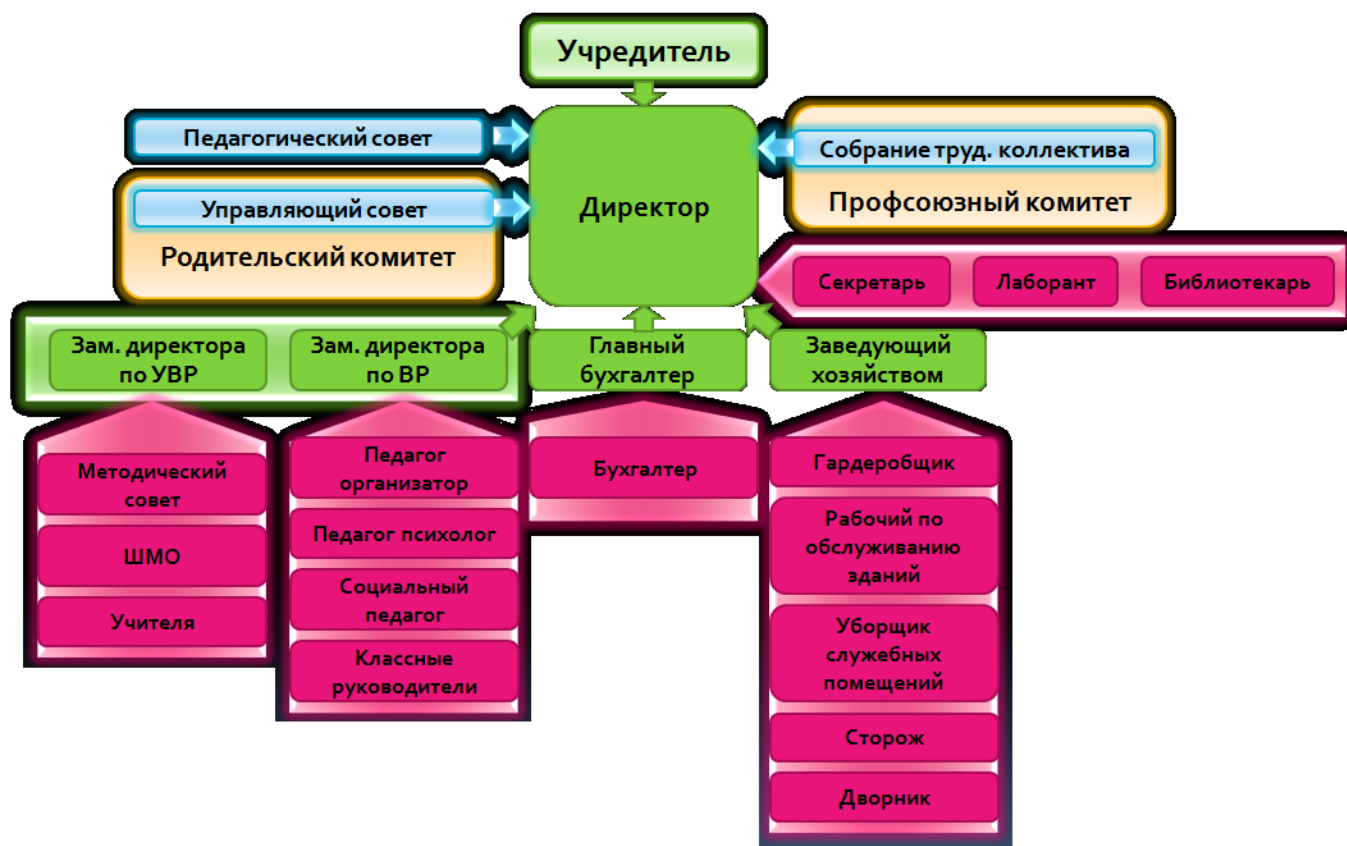 Учредитель
Педагогический совет
Управляющий совет
Родительский комитет
Директор
Собрание труд. коллектива
Профсоюзный комитет
Секретарь
Лаборант
Библиотекарь
Зам. директора
по УВР
Зам. директора
по ВР
Главный
бухгалтер
Заведующий
хозяйством
Методический
совет
ШМО
Учителя
Педагог
организатор
Педагог психолог
Социальный
педагог
Классные
руководители
Бухгалтер
Гардеробщик
Рабочий по
обслуживанию
зданий
Уборщик
служебных
помещений
Сторож
Дворник